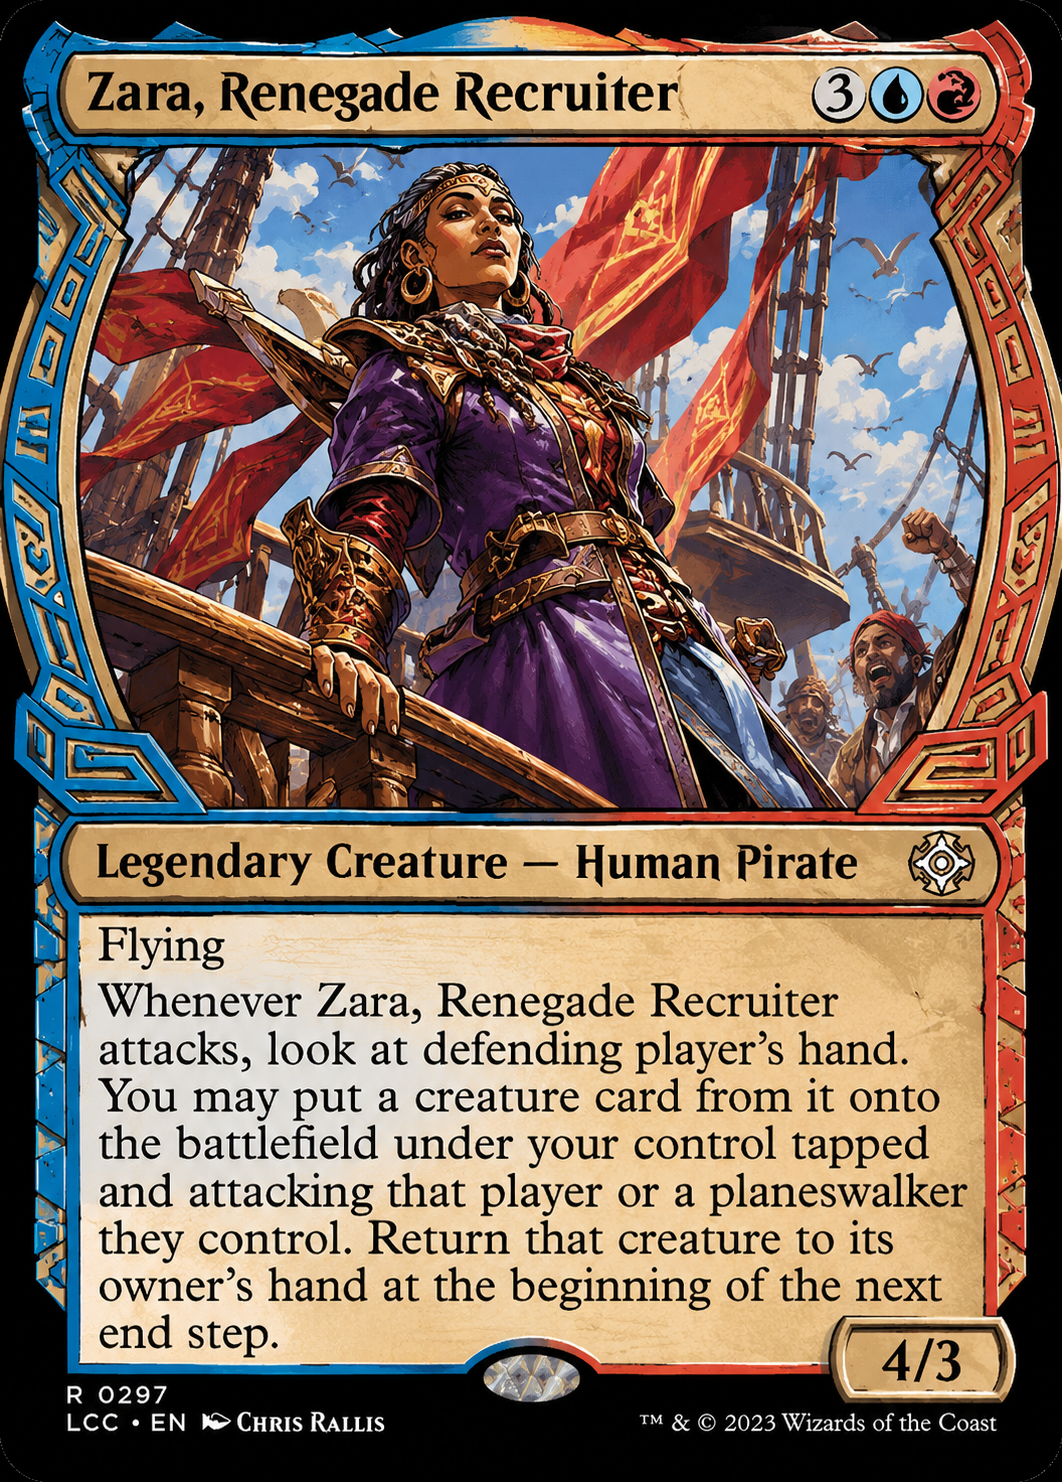 Zara, Renegade Recruiter 3
Legendary Creature — Human Pirate
Flying
Whenever Zara, Renegade Recruiter
attacks, look at defending player's hand.
You may put a creature card from it onto
the battlefield under your control tapped
and attacking that player or a planeswalker
they control. Return that creature to its
owner's hand at the beginning of the next
end step.
4/3
R 0297
LCC • EN Chris Rallis
™ & © 2023 Wizards of the Coast